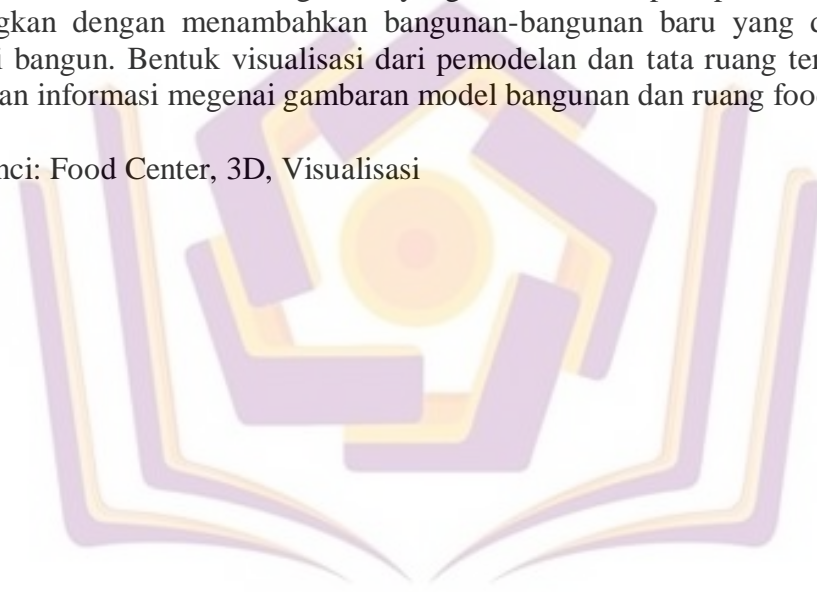 gkan dengan menambahkan bangunan-bangunan baru yang
i bangun. Bentuk visualisasi dari pemodelan dan tata ruang ter
an informasi megenai gambaran model bangunan dan ruang foo
nci: Food Center, 3D, Visualisasi